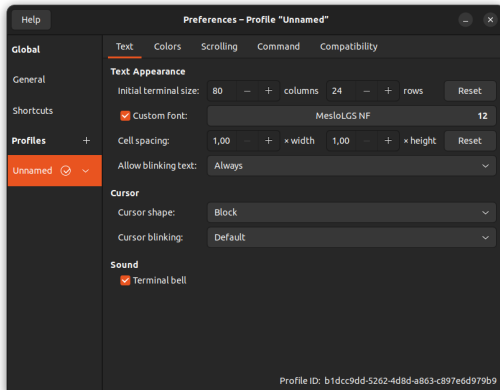 Help
Preferences – Profile “Unnamed”
Global
General
Shortcuts
Profiles +
Unnamed
Text Colors Scrolling Command Compatibility
Text Appearance
Initial terminal size: 80 − + columns 24 − + rows Reset
Custom font: MesloLGS NF 12
Cell spacing: 1,00 − + × width 1,00 − + × height Reset
Allow blinking text: Always
Cursor
Cursor shape: Block
Cursor blinking: Default
Sound
Terminal bell
Profile ID: b1dcc9dd-5262-4d8d-a863-c897e6d979b9